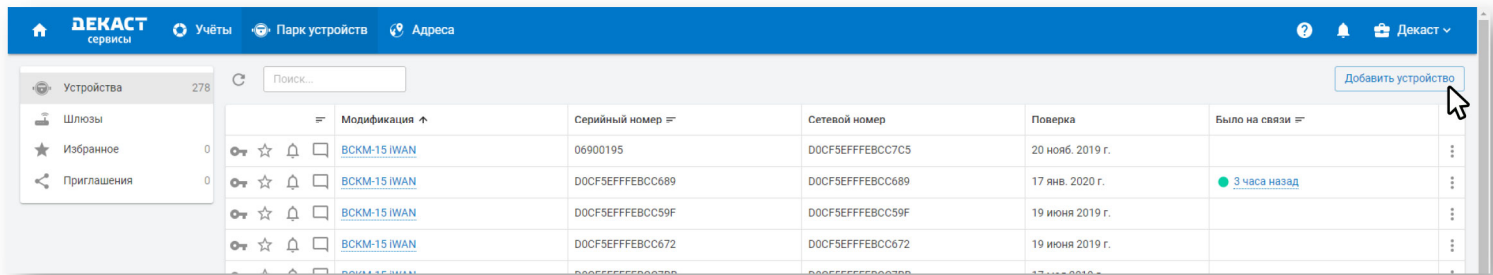 ДЕКАСТ
сервисы
Учёты
Парк устройств
Адреса
?
Декаст
Устройства 278
Шлюзы
Избранное 0
Приглашения 0
Поиск...
Добавить устройство
Модификация Серийный номер Сетевой номер Поверка Было на связи
ВСКМ-15 iWAN 06900195 D0CF5EFFFEBCC7C5 20 нояб. 2019 г.
ВСКМ-15 iWAN D0CF5EFFFEBCC689 D0CF5EFFFEBCC689 17 янв. 2020 г. 3 часа назад
ВСКМ-15 iWAN D0CF5EFFFEBCC59F D0CF5EFFFEBCC59F 19 июня 2019 г.
ВСКМ-15 iWAN D0CF5EFFFEBCC672 D0CF5EFFFEBCC672 19 июня 2019 г.
ВСКМ-15 iWAN